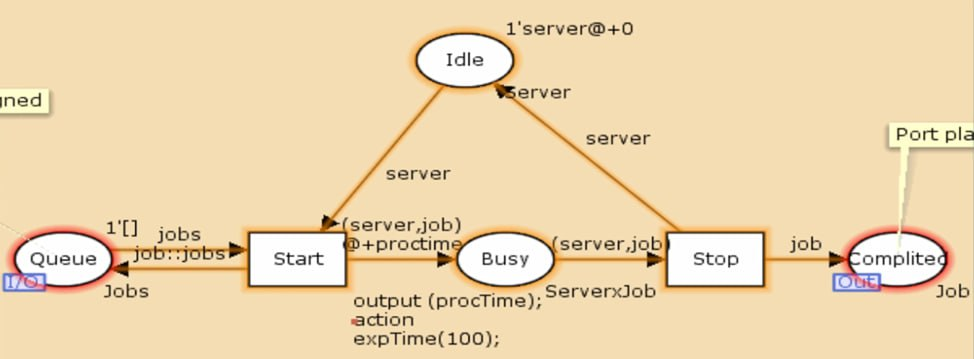 1'server@+0
Idle
Server
gned
server
Port pla
server
1'[]
jobs
(server,job)
@+proctime
job::jobs
(server,job)
job
Queue
Start
Busy
Stop
Complited
I/O
Jobs
ServerxJob
Out
Job
output (procTime);
action
expTime(100);